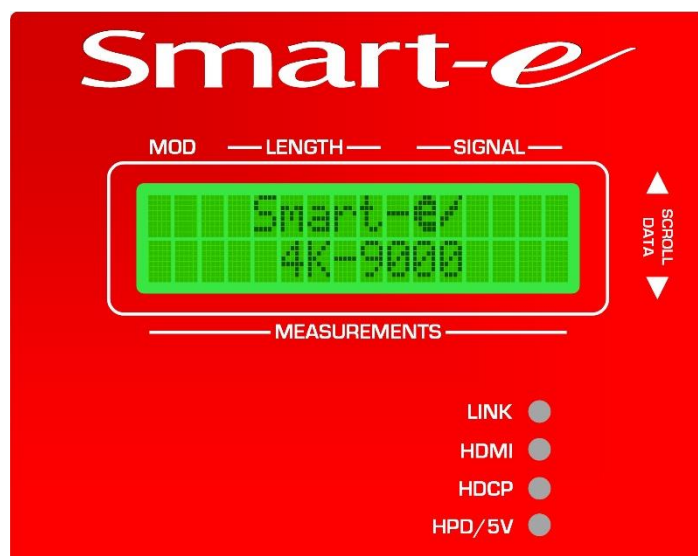 Smart-e
MOD LENGTH SIGNAL
Smart-e/
4K-9000
SCROLL
DATA
MEASUREMENTS
LINK
HDMI
HDCP
HPD/5V